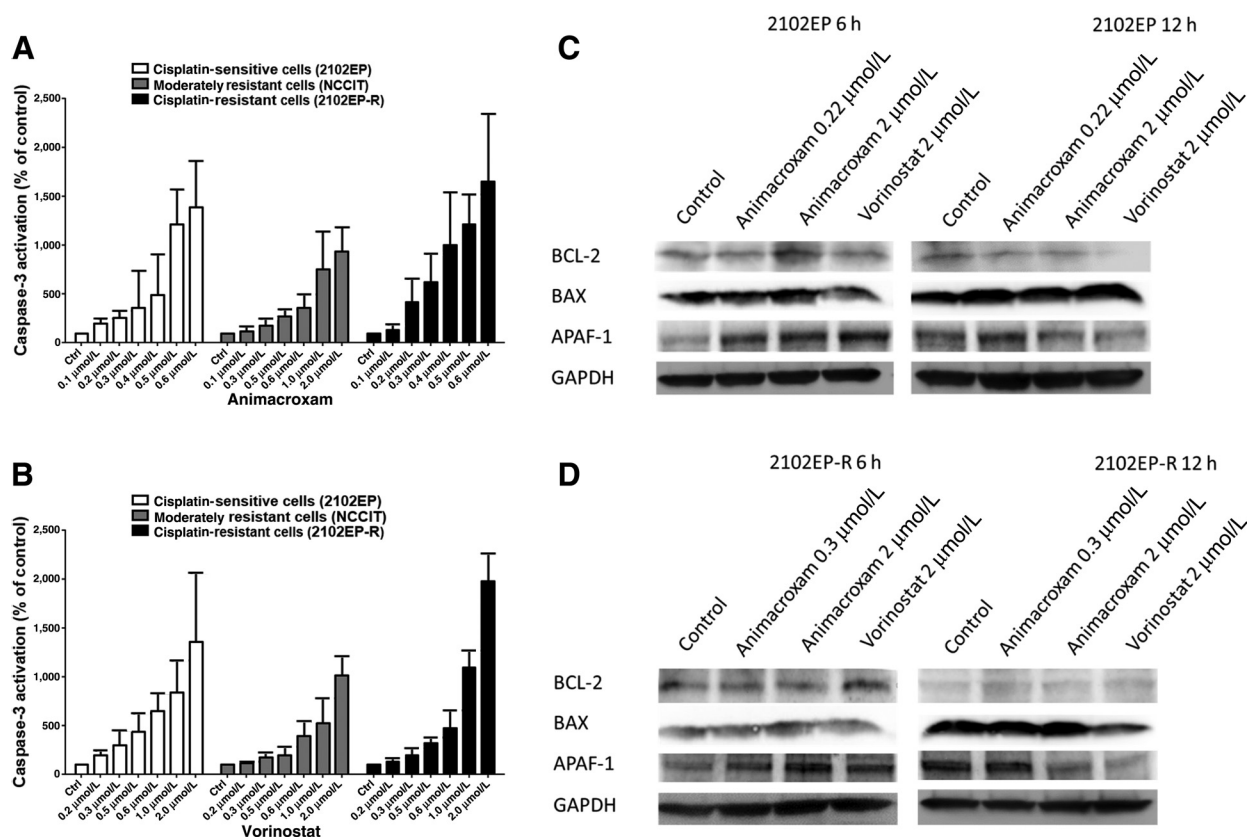 A
Cisplatin-sensitive cells (2102EP)
Moderately resistant cells (NCCIT)
Cisplatin-resistant cells (2102EP-R)
Caspase-3 activation (% of control)
2,500
2,000
1,500
1,000
500
0
Ctrl
0.1 µmol/L
0.2 µmol/L
0.3 µmol/L
0.4 µmol/L
0.5 µmol/L
0.6 µmol/L
Ctrl
0.1 µmol/L
0.3 µmol/L
0.5 µmol/L
0.6 µmol/L
1.0 µmol/L
2.0 µmol/L
Ctrl
0.1 µmol/L
0.2 µmol/L
0.3 µmol/L
0.4 µmol/L
0.5 µmol/L
0.6 µmol/L
Animacroxam
B
Cisplatin-sensitive cells (2102EP)
Moderately resistant cells (NCCIT)
Cisplatin-resistant cells (2102EP-R)
Caspase-3 activation (% of control)
2,500
2,000
1,500
1,000
500
0
Ctrl
0.2 µmol/L
0.3 µmol/L
0.5 µmol/L
0.6 µmol/L
1.0 µmol/L
2.0 µmol/L
Ctrl
0.2 µmol/L
0.3 µmol/L
0.5 µmol/L
0.6 µmol/L
1.0 µmol/L
1.0 µmol/L
Ctrl
0.2 µmol/L
0.3 µmol/L
0.5 µmol/L
0.6 µmol/L
1.0 µmol/L
2.0 µmol/L
Vorinostat
C
2102EP 6 h
2102EP 12 h
Control
Animacroxam 0.22 µmol/L
Animacroxam 2 µmol/L
Vorinostat 2 µmol/L
Control
Animacroxam 0.22 µmol/L
Animacroxam 2 µmol/L
Vorinostat 2 µmol/L
BCL-2
BAX
APAF-1
GAPDH
D
2102EP-R 6 h
2102EP-R 12 h
Control
Animacroxam 0.3 µmol/L
Animacroxam 2 µmol/L
Vorinostat 2 µmol/L
Control
Animacroxam 0.3 µmol/L
Animacroxam 2 µmol/L
Vorinostat 2 µmol/L
BCL-2
BAX
APAF-1
GAPDH